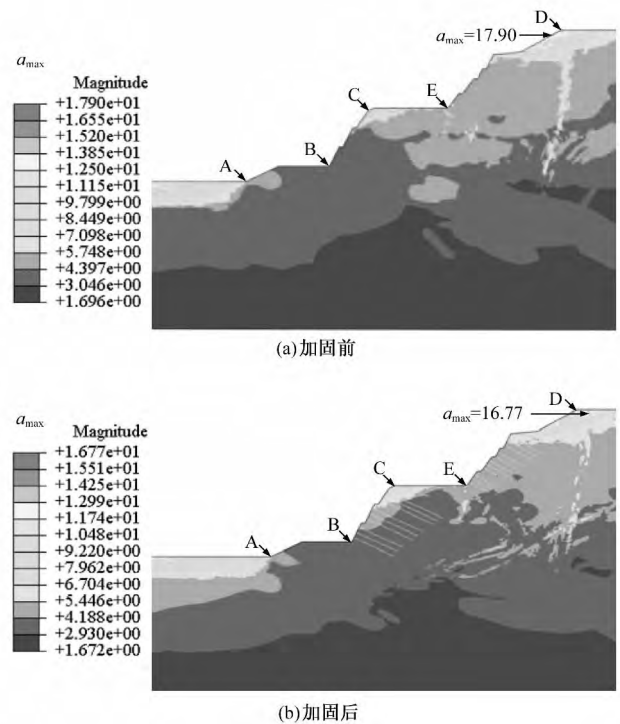 D
a_max=17.90
a_max
Magnitude
+1.790e+01
+1.655e+01
+1.520e+01
+1.385e+01
+1.250e+01
+1.115e+01
+9.799e+00
+8.449e+00
+7.098e+00
+5.748e+00
+4.397e+00
+3.046e+00
+1.696e+00
C
E
B
A
(a)加固前
D
a_max=16.77
a_max
Magnitude
+1.677e+01
+1.551e+01
+1.425e+01
+1.299e+01
+1.174e+01
+1.048e+01
+9.220e+00
+7.962e+00
+6.704e+00
+5.446e+00
+4.188e+00
+2.930e+00
+1.672e+00
C
E
B
A
(b)加固后